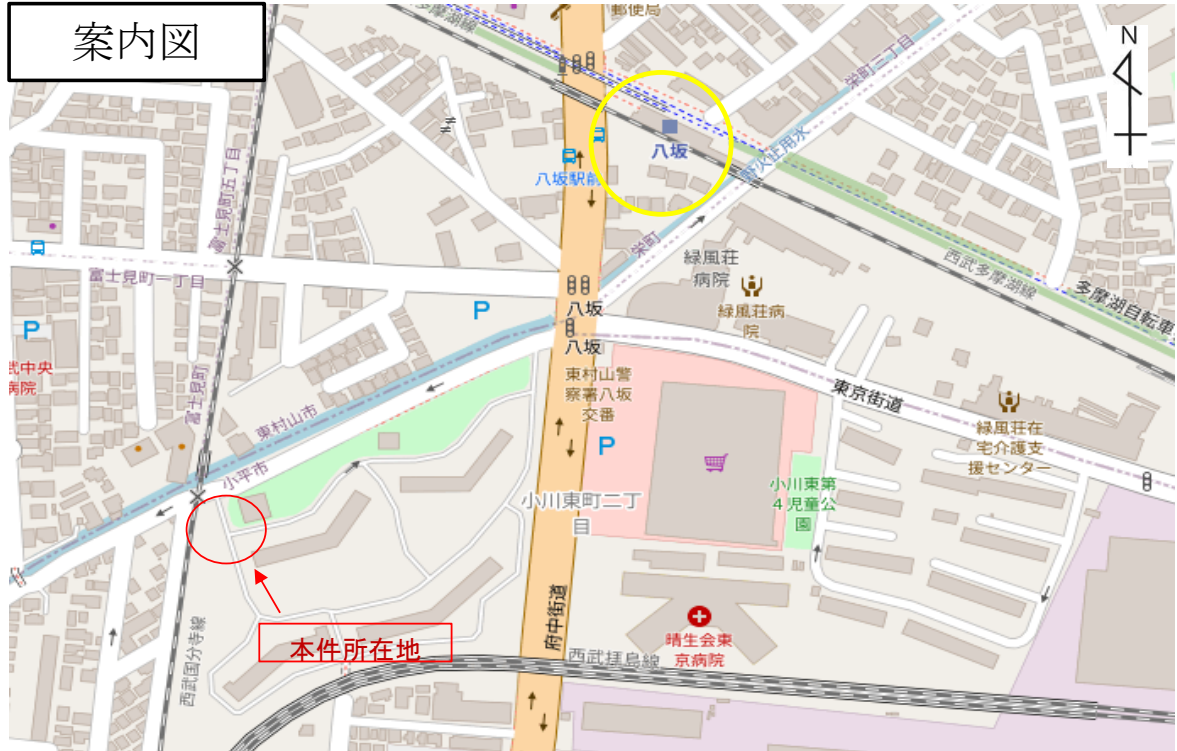 案内図
多摩湖線
郵便局
栄町二丁目
N
八坂
八坂駅前
野火止用水
富士見町五丁目
富士見町一丁目
栄町
緑風荘
病院
緑風荘病
院
西武多摩湖線
多摩湖自転車
P
P
八坂
八坂
武中央
病院
富士見町
東村山市
小平市
東村山警
察署八坂
交番
P
東京街道
緑風荘在
宅介護支
援センター
小川東町二丁
目
小川東第
4児童公
園
府中街道
西武国分寺線
本件所在地
晴生会東
京病院
西武拝島線